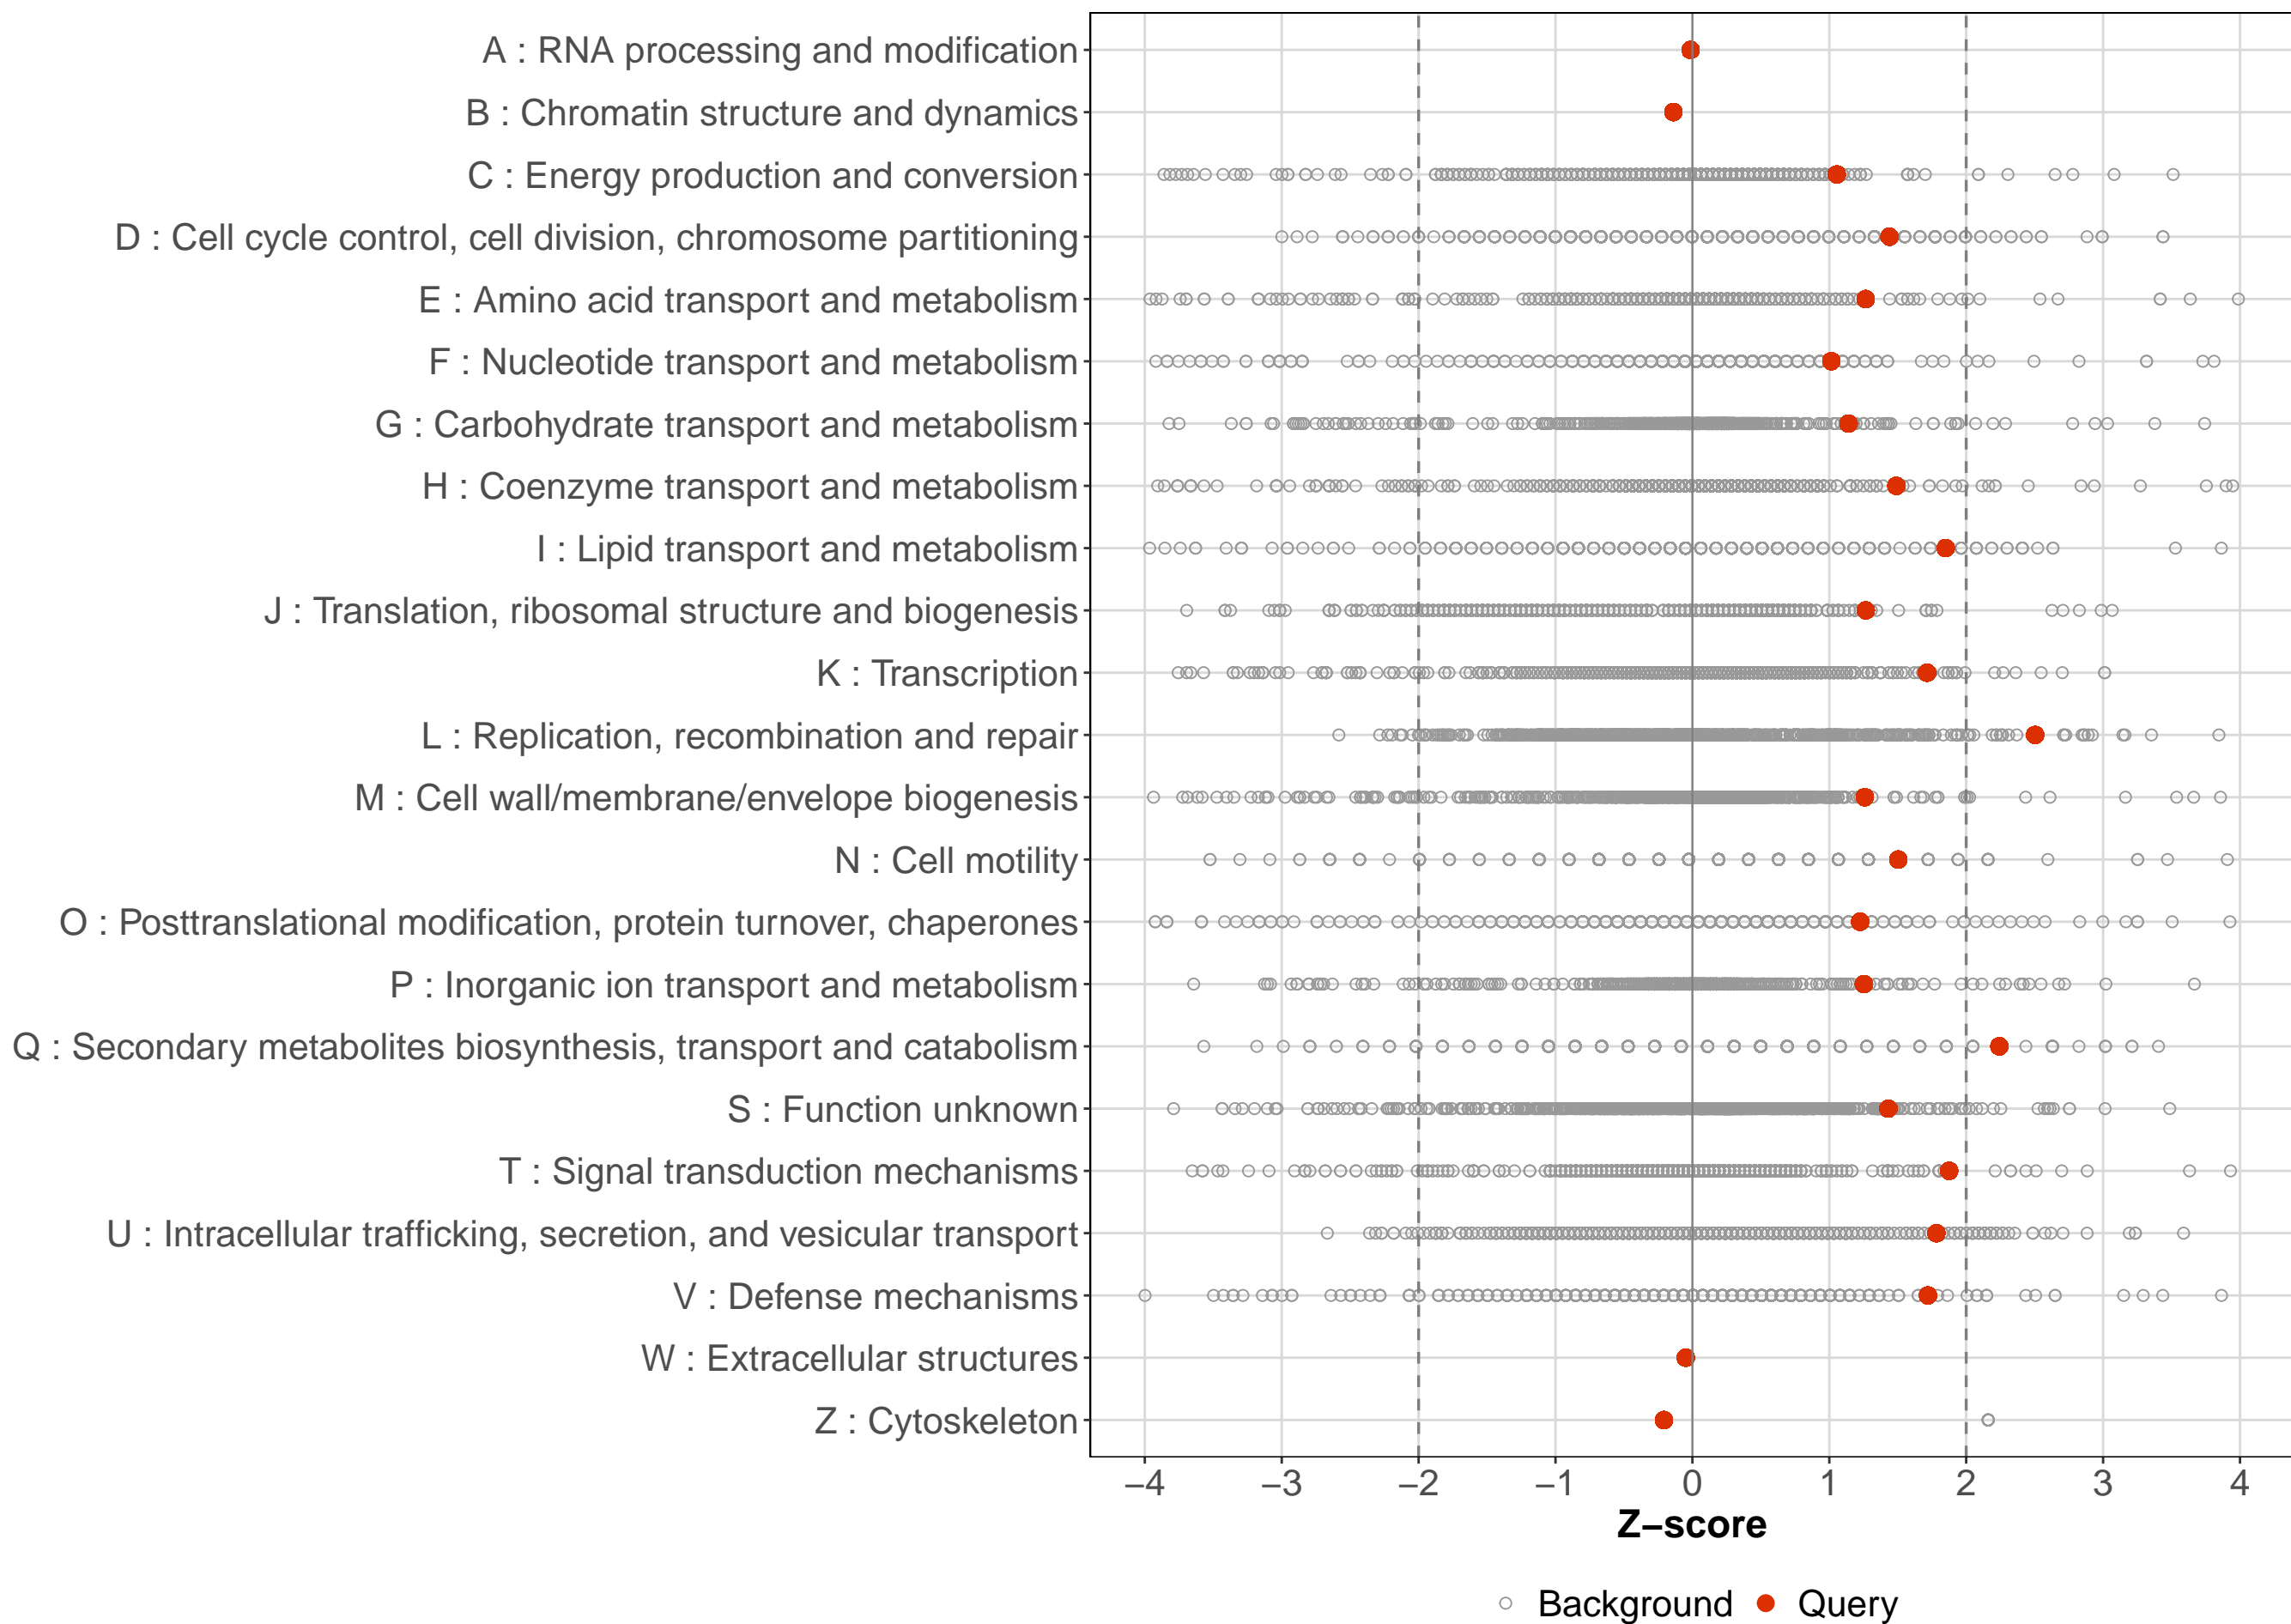 A : RNA processing and modification
B : Chromatin structure and dynamics
C : Energy production and conversion
D : Cell cycle control, cell division, chromosome partitioning
E : Amino acid transport and metabolism
F : Nucleotide transport and metabolism
G : Carbohydrate transport and metabolism
H : Coenzyme transport and metabolism
I : Lipid transport and metabolism
J : Translation, ribosomal structure and biogenesis
K : Transcription
L : Replication, recombination and repair
M : Cell wall/membrane/envelope biogenesis
N : Cell motility
O : Posttranslational modification, protein turnover, chaperones
P : Inorganic ion transport and metabolism
Q : Secondary metabolites biosynthesis, transport and catabolism
S : Function unknown
T : Signal transduction mechanisms
U : Intracellular trafficking, secretion, and vesicular transport
V : Defense mechanisms
W : Extracellular structures
Z : Cytoskeleton
−4 −3 −2 −1 0 1 2 3 4
Z−score
Background Query